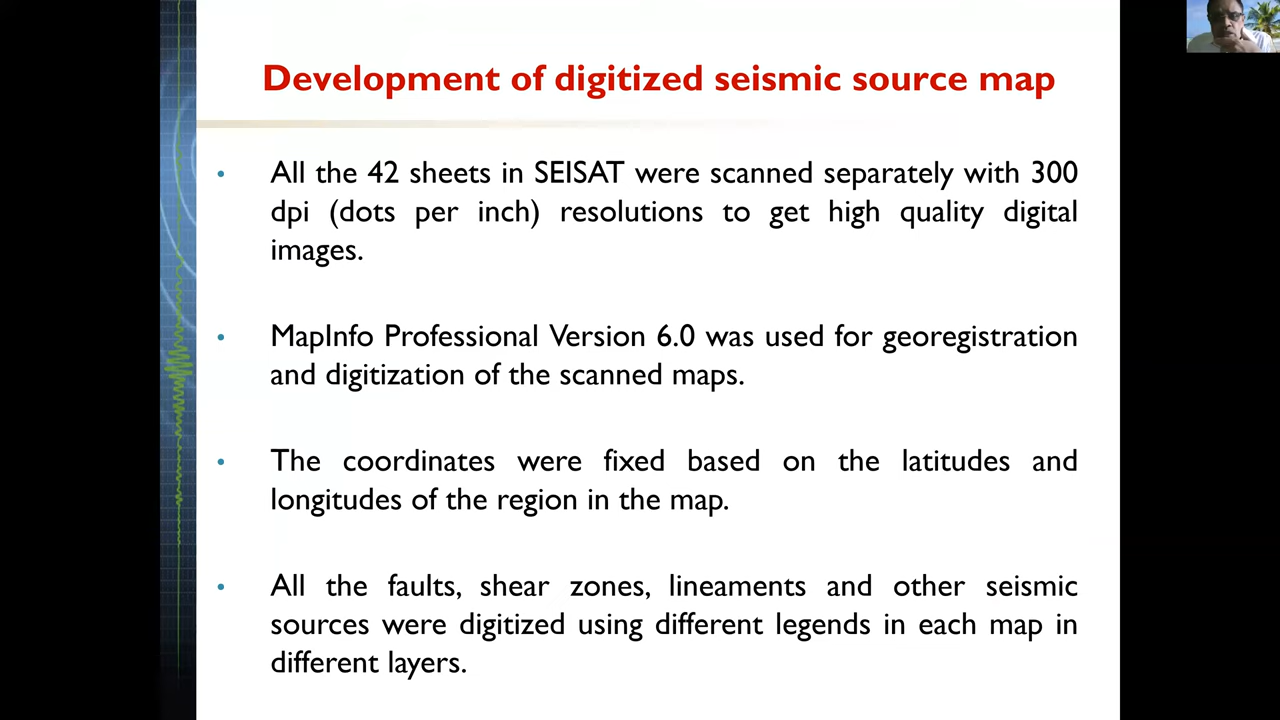 Development of digitized seismic source map
• All the 42 sheets in SEISAT were scanned separately with 300
dpi (dots per inch) resolutions to get high quality digital
images.
• MapInfo Professional Version 6.0 was used for georegistration
and digitization of the scanned maps.
• The coordinates were fixed based on the latitudes and
longitudes of the region in the map.
• All the faults, shear zones, lineaments and other seismic
sources were digitized using different legends in each map in
different layers.